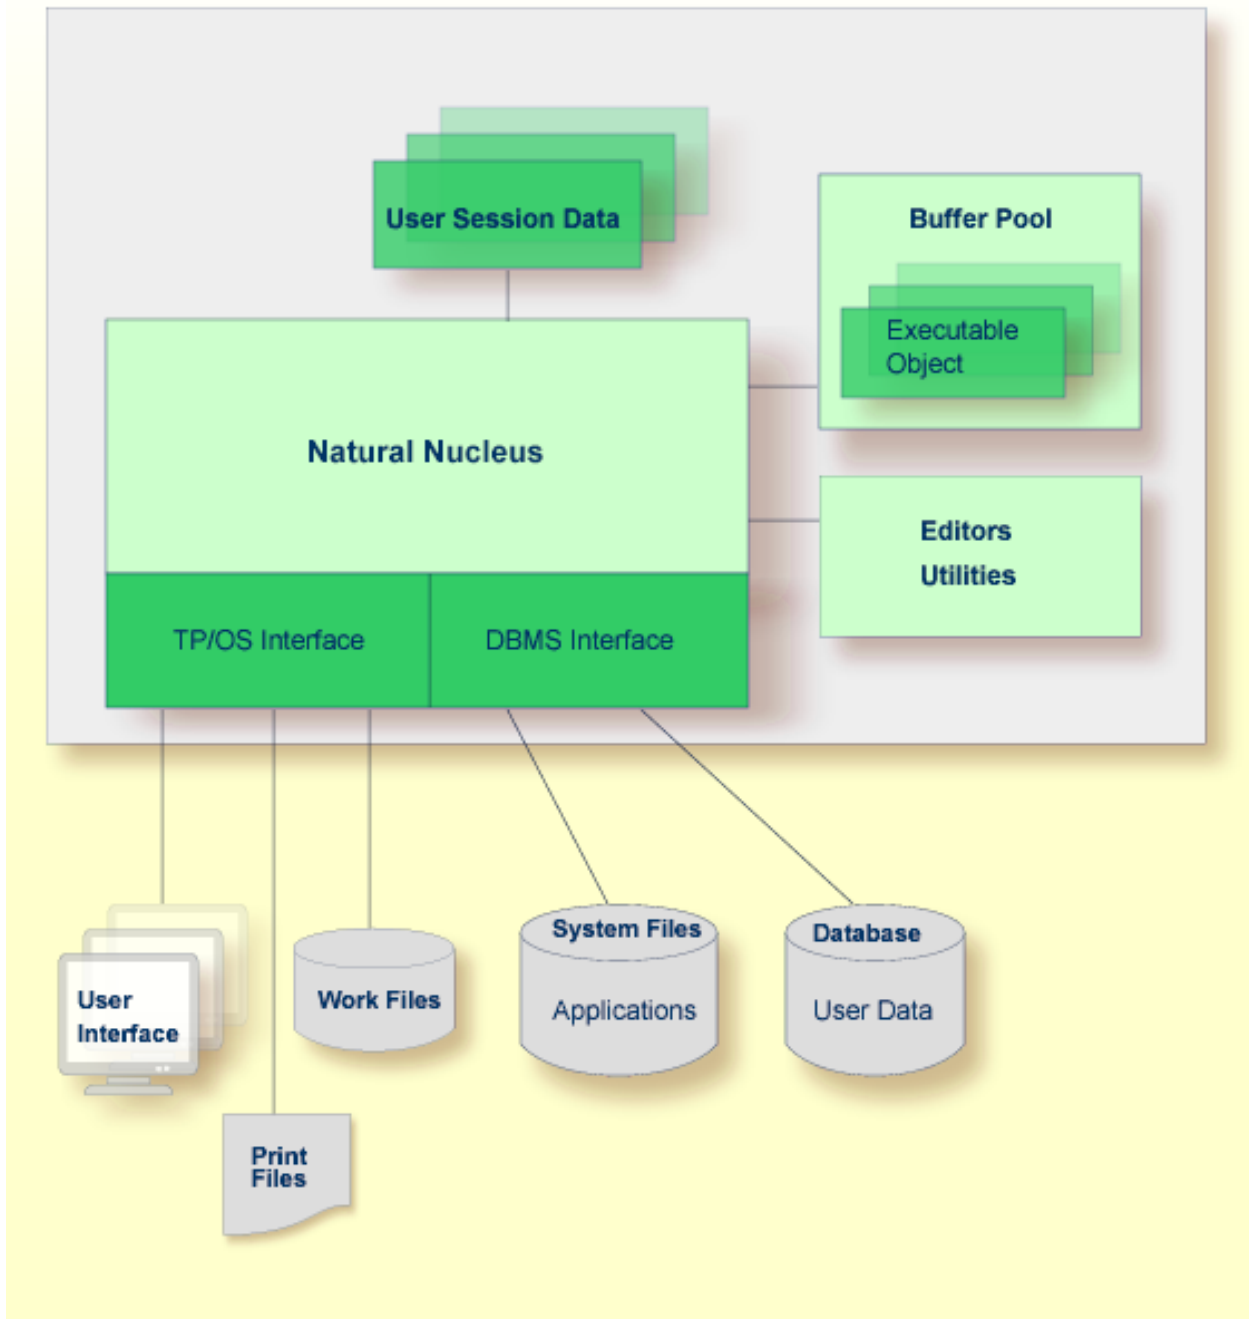 User Session Data
Buffer Pool
Executable
Object
Natural Nucleus
Editors
Utilities
TP/OS Interface
DBMS Interface
System Files
Database
User
Interface
Work Files
Applications
User Data
Print
Files